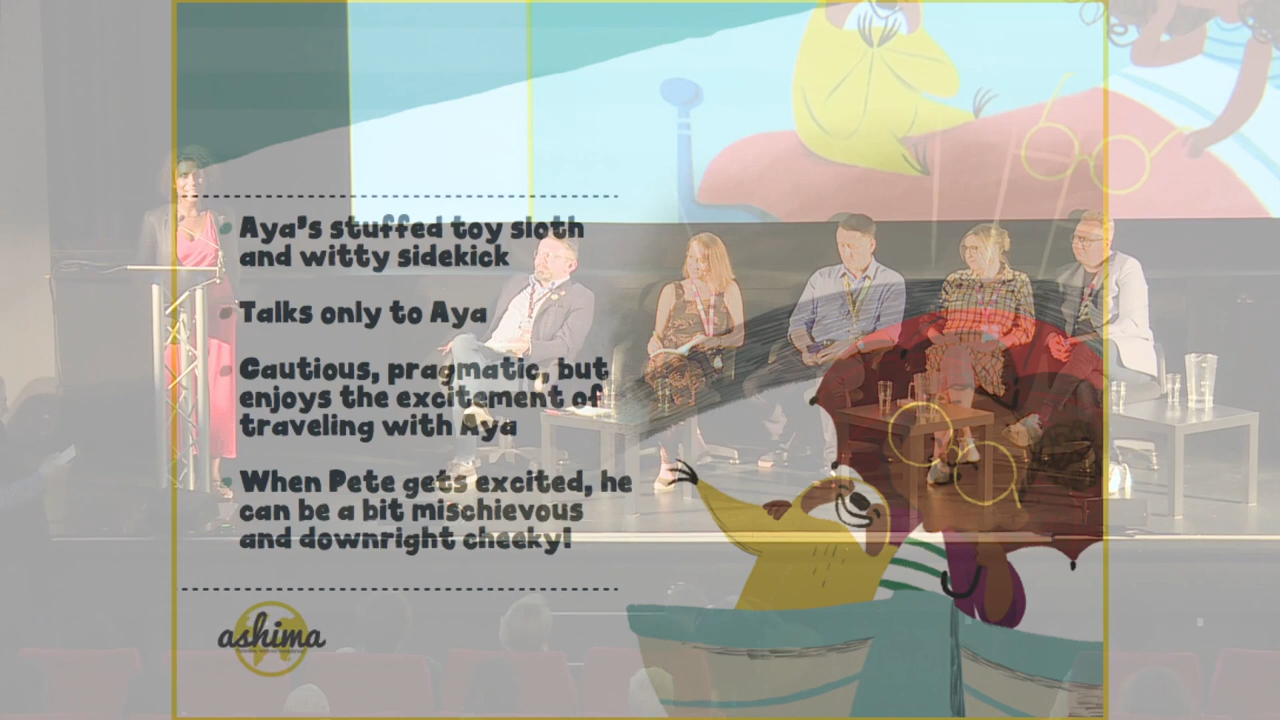 Aya's stuffed toy sloth
and witty sidekick
Talks only to Aya
Cautious, pragmatic, but
enjoys the excitement of
traveling with Aya
When Pete gets excited, he
can be a bit mischievous
and downright cheeky!
ashima